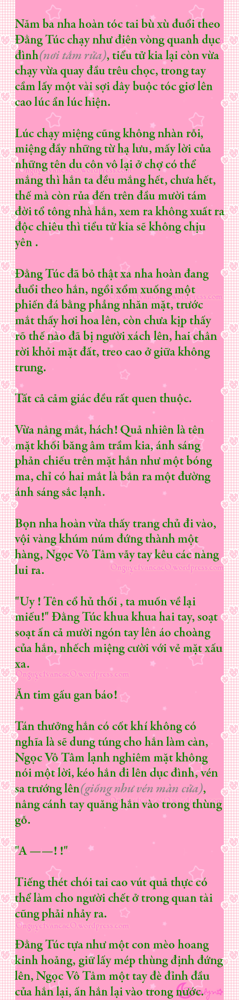 Năm ba nha hoàn tóc tai bù xù đuổi theo
Đằng Túc chạy như điên vòng quanh dục
đình(nơi tắm rửa), tiểu tử kia lại còn vừa
chạy vừa quay đầu trêu chọc, trong tay
cầm lấy một vài sợi dây buộc tóc giơ lên
cao lúc ẩn lúc hiện.
Lúc chạy miệng cũng không nhàn rỗi,
miệng đầy những từ hạ lưu, mấy lời của
những tên du côn vô lại ở chợ có thể
OnguyetvancacO.wordpress.com
mắng thì hắn ta đều mắng hết, chưa hết,
thế mà còn rủa đến trên đầu mười tám
đời tổ tông nhà hắn, xem ra không xuất ra
độc chiêu thì tiểu tử kia sẽ không chịu
yên .
Đằng Túc đã bỏ thật xa nha hoàn đang
đuổi theo hắn, ngồi xổm xuống một
OnguyetvancacO.wordpress.com
phiến đá bằng phẳng nhăn mặt, trước
mắt thấy hơi hoa lên, còn chưa kịp thấy
rõ thế nào đã bị người xách lên, hai chân
rời khỏi mặt đất, treo cao ở giữa không
trung.
Tất cả cảm giác đều rất quen thuộc.
Vừa nâng mắt, hách! Quả nhiên là tên
mặt khối băng âm trầm kia, ánh sáng
phản chiếu trên mặt hắn như một bóng
ma, chỉ có hai mắt là bắn ra một đường
ánh sáng sắc lạnh.
Bọn nha hoàn vừa thấy trang chủ đi vào,
vội vàng khúm núm đứng thành một
hàng, Ngọc Vô Tâm vẫy tay kêu các nàng
lui ra.
OnguyetvancacO.wordpress.com
"Uy ! Tên cổ hủ thối , ta muốn về lại
miếu!" Đằng Túc khua khua hai tay, soạt
soạt ấn cả mười ngón tay lên áo choàng
của hắn, nhếch miệng cười với vẻ mặt xấu
xa.
OnguyetvancacO.wordpress.com
Ăn tim gấu gan báo!
Tán thưởng hắn có cốt khí không có
nghĩa là sẽ dung túng cho hắn làm càn,
Ngọc Vô Tâm lạnh nghiêm mặt không
nói một lời, kéo hắn đi lên dục đình, vén
sa trướng lên(giống như vén màn cửa),
OnguyetvancacO.wordpress.com
nâng cánh tay quăng hắn vào trong thùng
gỗ.
"A ——! !"
Tiếng thét chói tai cao vút quả thực có
thể làm cho người chết ở trong quan tài
cũng phải nhảy ra.
OnguyetvancacO.wordpress.com
Đằng Túc tựa như một con mèo hoang
kinh hoảng, giữ lấy mép thùng định đứng
lên, Ngọc Vô Tâm một tay đè đỉnh đầu
của hắn lại, ấn hắn lại vào trong nước.